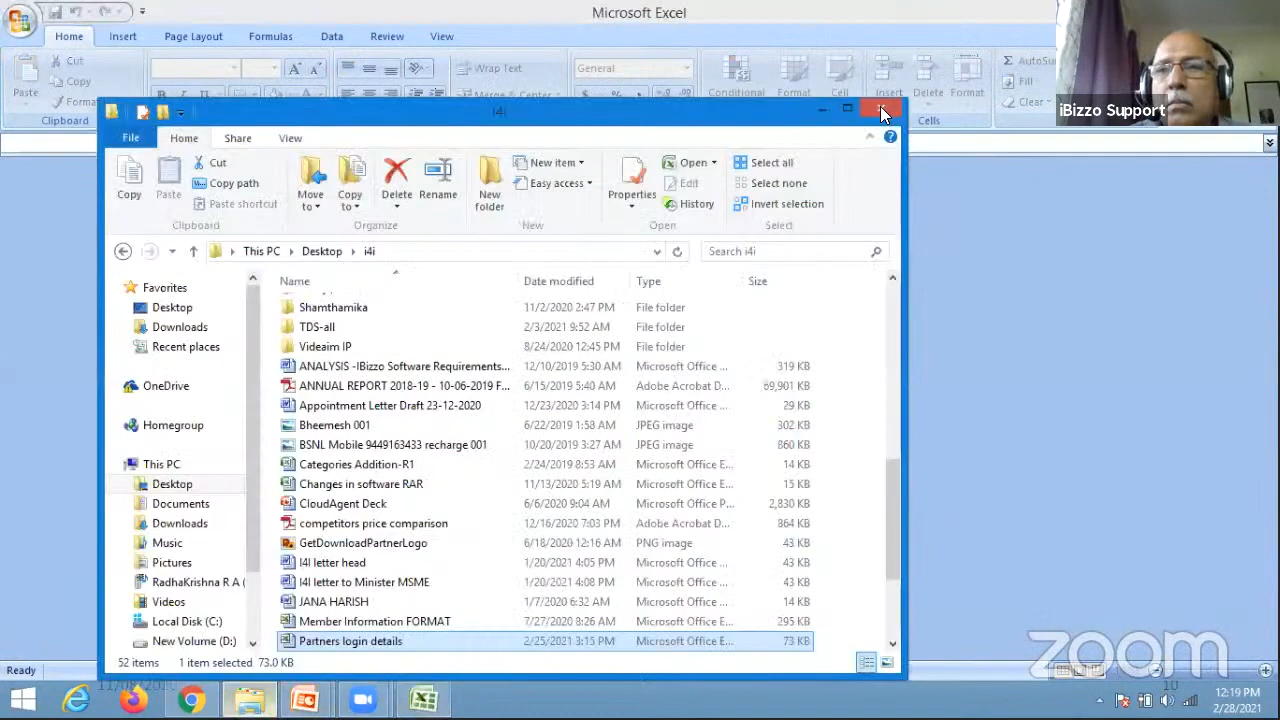 Microsoft Excel
Home Insert Page Layout Formulas Data Review View
Paste Cut Copy Format
Wrap Text General
Conditional Format Cell Insert Delete Format
AutoSu
Fill
Clear
Clipboard Cells
iBizzo Support
i4i
File Home Share View
Copy Paste Cut Copy path Paste shortcut
Move to Copy to Delete Rename
New folder New item Easy access
Properties Open Edit History
Select all Select none Invert selection
Clipboard Organize New Open Select
This PC Desktop i4i Search i4i
Favorites
Desktop
Downloads
Recent places
OneDrive
Homegroup
This PC
Desktop
Documents
Downloads
Music
Pictures
RadhaKrishna R A (
Videos
Local Disk (C:)
New Volume (D:)
Name Date modified Type Size
Shamthamika 11/2/2020 2:47 PM File folder
TDS-all 2/3/2021 9:52 AM File folder
Videaim IP 8/24/2020 12:45 PM File folder
ANALYSIS -IBizzo Software Requirements... 12/10/2019 5:30 AM Microsoft Office ... 319 KB
ANNUAL REPORT 2018-19 - 10-06-2019 F... 6/15/2019 5:40 AM Adobe Acrobat D... 69,901 KB
Appointment Letter Draft 23-12-2020 12/23/2020 3:14 PM Microsoft Office ... 29 KB
Bheemesh 001 6/22/2019 1:58 AM JPEG image 302 KB
BSNL Mobile 9449163433 recharge 001 10/20/2019 3:27 AM JPEG image 860 KB
Categories Addition-R1 2/24/2019 8:53 AM Microsoft Office E... 14 KB
Changes in software RAR 11/13/2020 5:19 AM Microsoft Office E... 15 KB
CloudAgent Deck 6/6/2020 9:04 AM Microsoft Office P... 2,830 KB
competitors price comparison 12/16/2020 7:03 PM Adobe Acrobat D... 864 KB
GetDownloadPartnerLogo 6/18/2020 12:16 AM PNG image 43 KB
I4I letter head 1/20/2021 4:05 PM Microsoft Office ... 43 KB
I4I letter to Minister MSME 1/20/2021 4:08 PM Microsoft Office ... 43 KB
JANA HARISH 1/7/2020 6:32 AM Microsoft Office ... 14 KB
Member Information FORMAT 7/27/2020 8:26 AM Microsoft Office E... 295 KB
Partners login details 2/25/2021 3:15 PM Microsoft Office E... 73 KB
52 items 1 item selected 73.0 KB
Ready
zoom
10
12:19 PM
2/28/2021